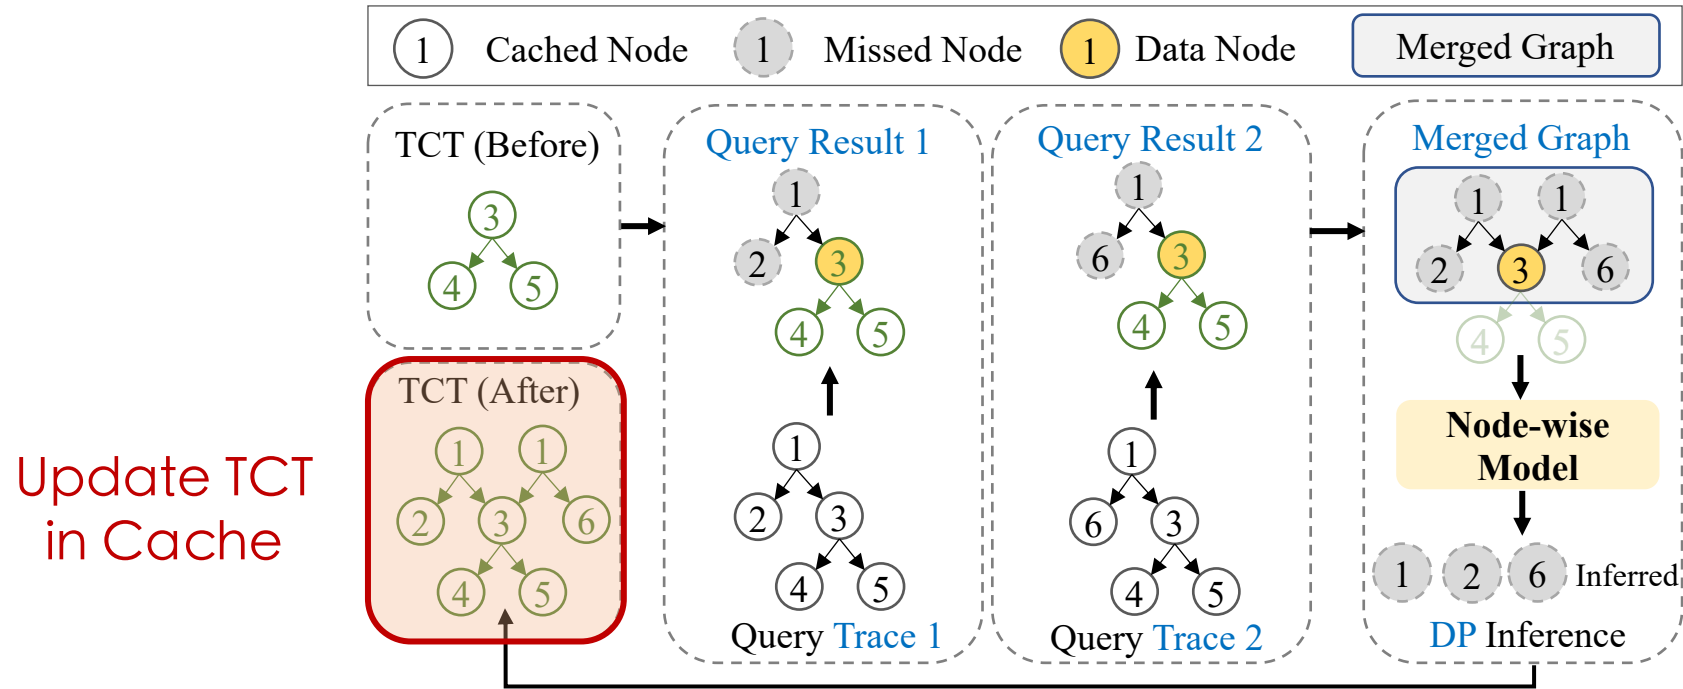 1 Cached Node 1 Missed Node 1 Data Node Merged Graph
TCT (Before)
3
4 5
Query Result 1
1
2 3
4 5
1
2 3
4 5
Query Trace 1
Query Result 2
1
6 3
4 5
1
6 3
4 5
Query Trace 2
Merged Graph
1 1
2 3 6
4 5
Node-wise
Model
1 2 6 Inferred
DP Inference
TCT (After)
1 1
2 3 6
4 5
Update TCT
in Cache